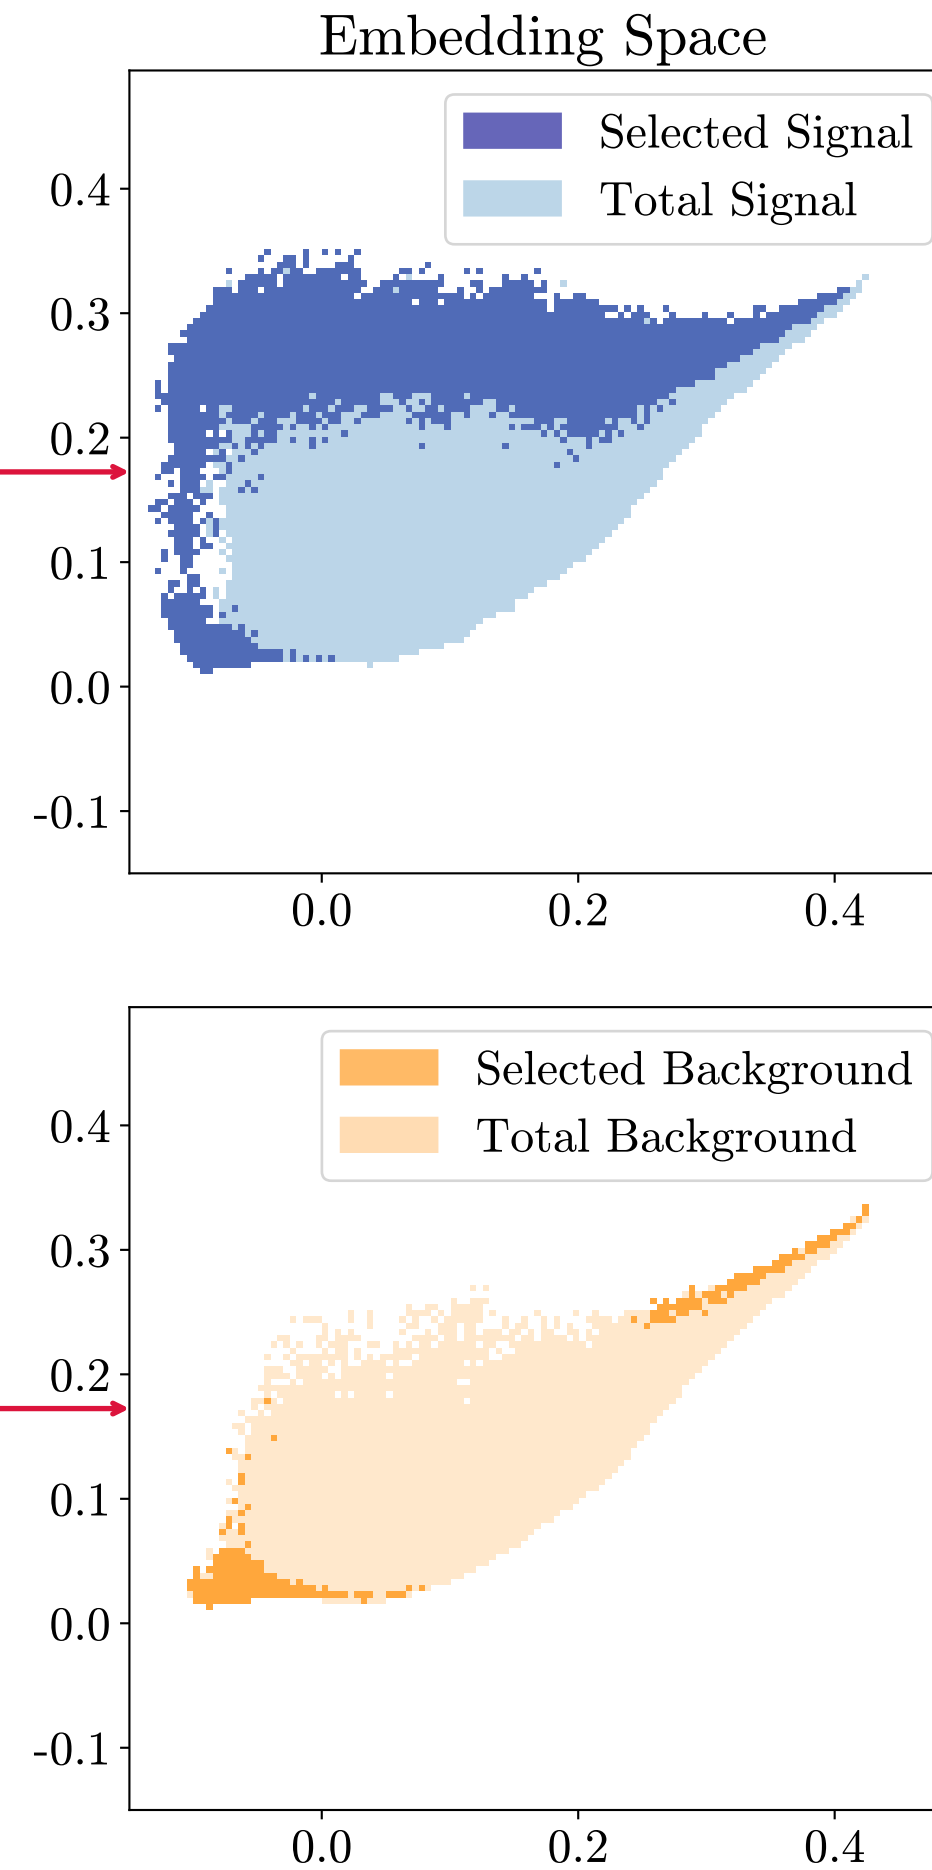 Embedding Space
Selected Signal
Total Signal
0.4
0.3
0.2
0.1
0.0
-0.1
0.0 0.2 0.4
Selected Background
Total Background
0.4
0.3
0.2
0.1
0.0
-0.1
0.0 0.2 0.4